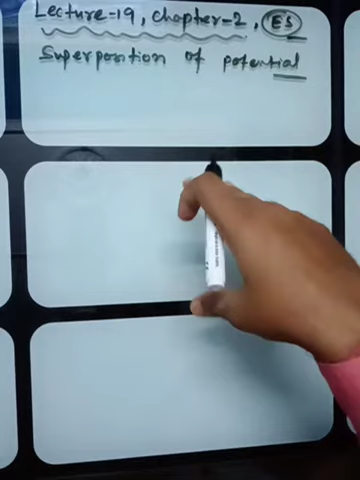 Lecture-19, Chapter-2, ES
Superposition of potential